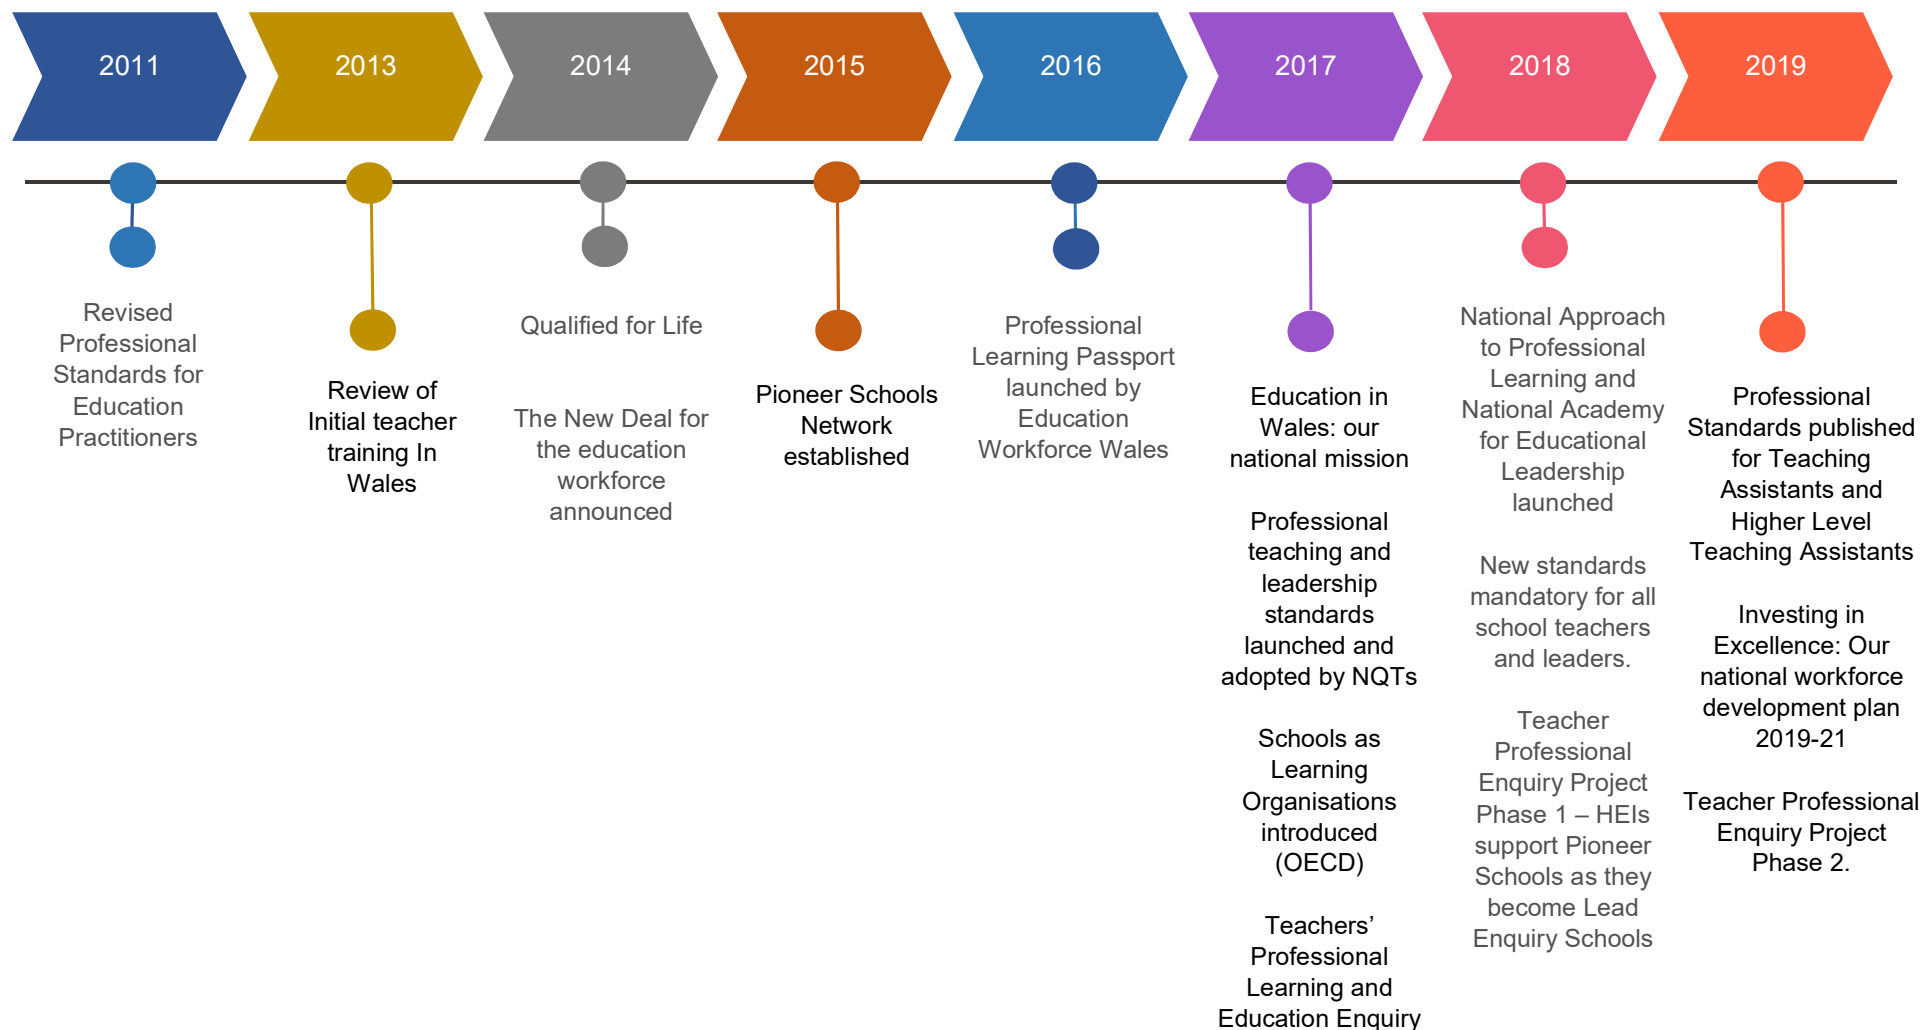 2011
2013
2014
2015
2016
2017
2018
2019
Revised
Professional
Standards for
Education
Practitioners
Review of
Initial teacher
training In
Wales
Qualified for Life
The New Deal for
the education
workforce
announced
Pioneer Schools
Network
established
Professional
Learning Passport
launched by
Education
Workforce Wales
Education in
Wales: our
national mission
Professional
teaching and
leadership
standards
launched and
adopted by NQTs
Schools as
Learning
Organisations
introduced
(OECD)
Teachers’
Professional
Learning and
Education Enquiry
National Approach
to Professional
Learning and
National Academy
for Educational
Leadership
launched
New standards
mandatory for all
school teachers
and leaders.
Teacher
Professional
Enquiry Project
Phase 1 – HEIs
support Pioneer
Schools as they
become Lead
Enquiry Schools
Professional
Standards published
for Teaching
Assistants and
Higher Level
Teaching Assistants
Investing in
Excellence: Our
national workforce
development plan
2019-21
Teacher Professional
Enquiry Project
Phase 2.